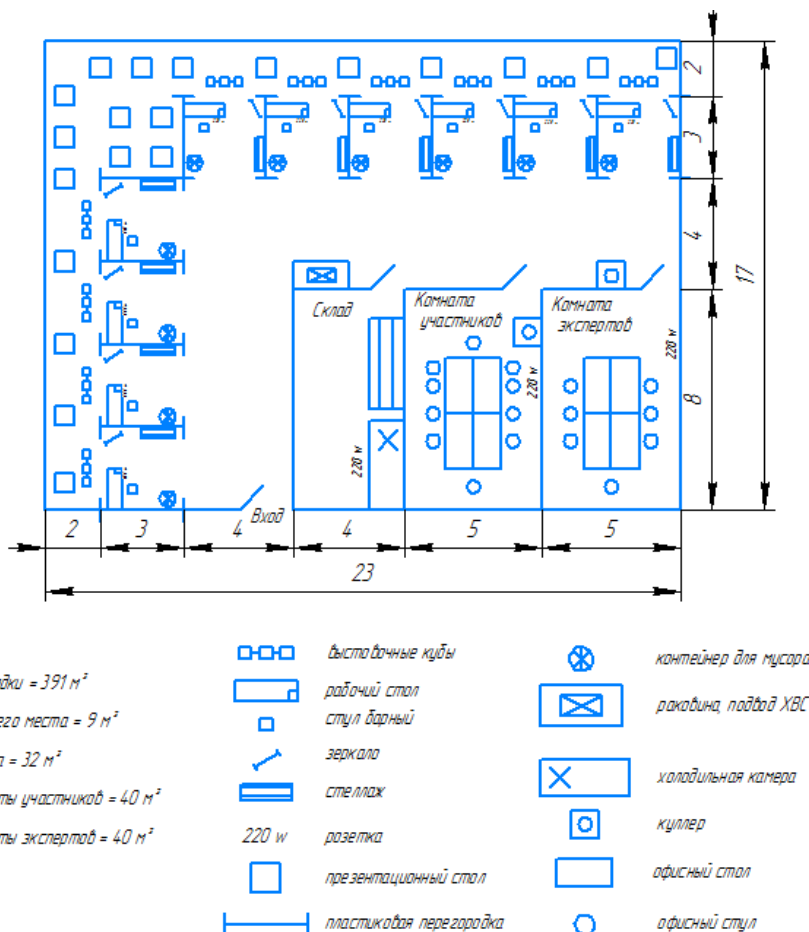 2
3
4
17
8
Склад
Комната
участников
Комната
экспертов
220 w
220 w
220 w
Вход
2
3
4
4
5
5
23
дки = 391 м²
его места = 9 м²
а = 32 м²
ты участников = 40 м²
ты экспертов = 40 м²
выставочные кубы
рабочий стол
стул барный
зеркало
стеллаж
220 w розетка
презентационный стол
пластиковая перегородка
контейнер для мусора
раковина, подвод ХВС
холодильная камера
куллер
офисный стол
офисный стул